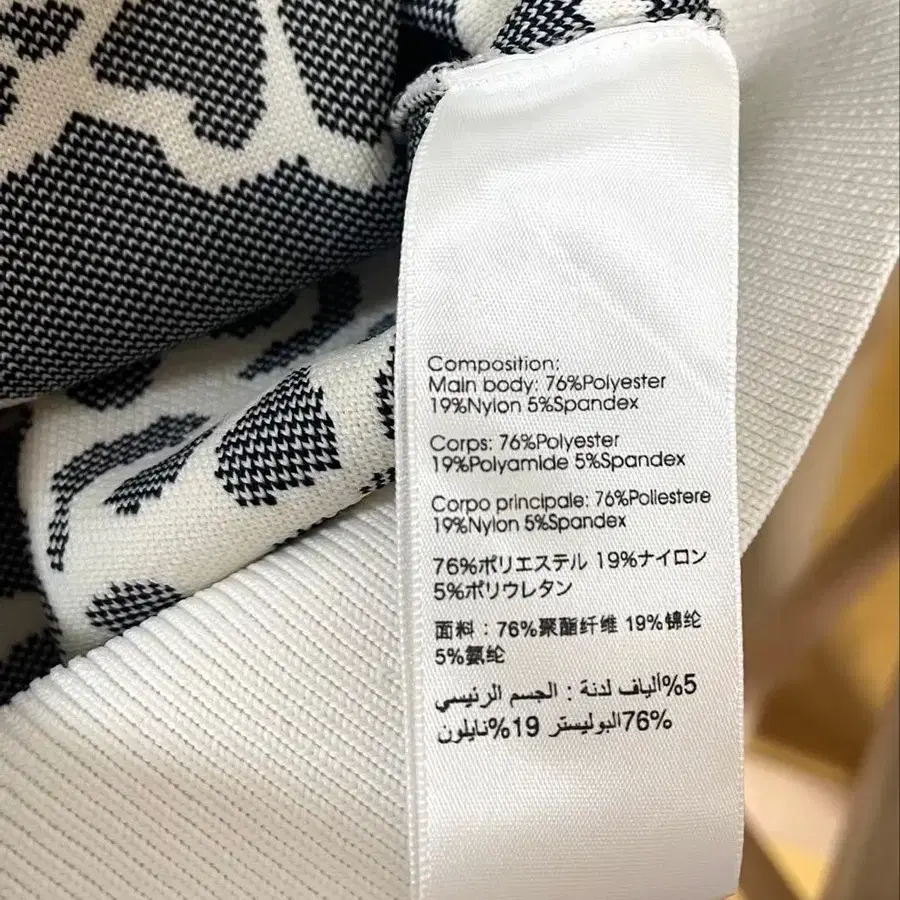 Composition:
Main body: 76%Polyester
19%Nylon 5%Spandex
Corps: 76%Polyester
19%Polyamide 5%Spandex
Corpo principale: 76%Poliestere
19%Nylon 5%Spandex
76%ポリエステル 19%ナイロン
5%ポリウレタン
面料：76%聚酯纤维 19%锦纶
5%氨纶
5%ألياف لدنة : الجسم الرئيسي
76%البوليستر 19%نايلون